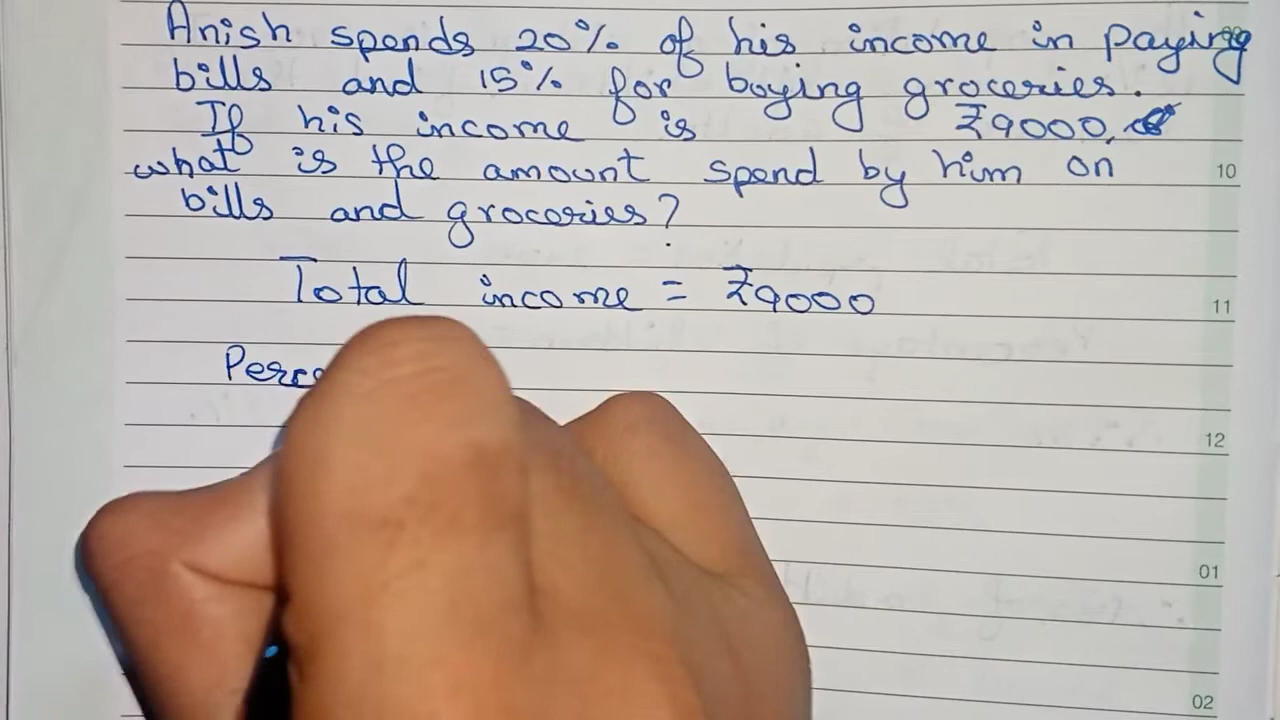 Anish spends 20% of his income in paying
bills and 15% for buying groceries.
If his income is ₹9000,
what is the amount spend by him on
10
bills and groceries?
Total income = ₹9000
11
12
01
02